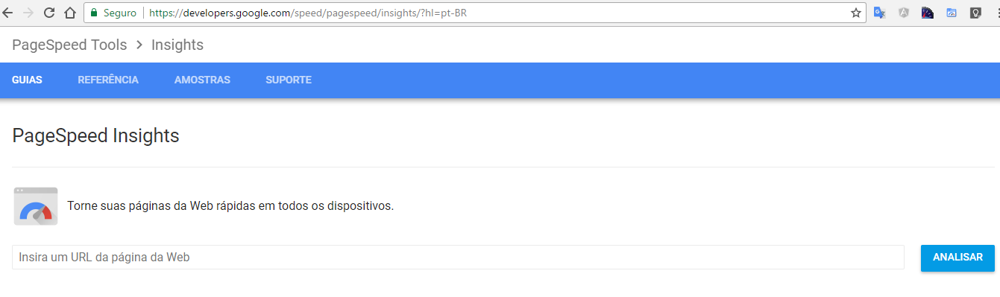 Seguro https://developers.google.com/speed/pagespeed/insights/?hl=pt-BR
PageSpeed Tools > Insights
GUIAS REFERÊNCIA AMOSTRAS SUPORTE
PageSpeed Insights
Torne suas páginas da Web rápidas em todos os dispositivos.
Insira um URL da página da Web ANALISAR